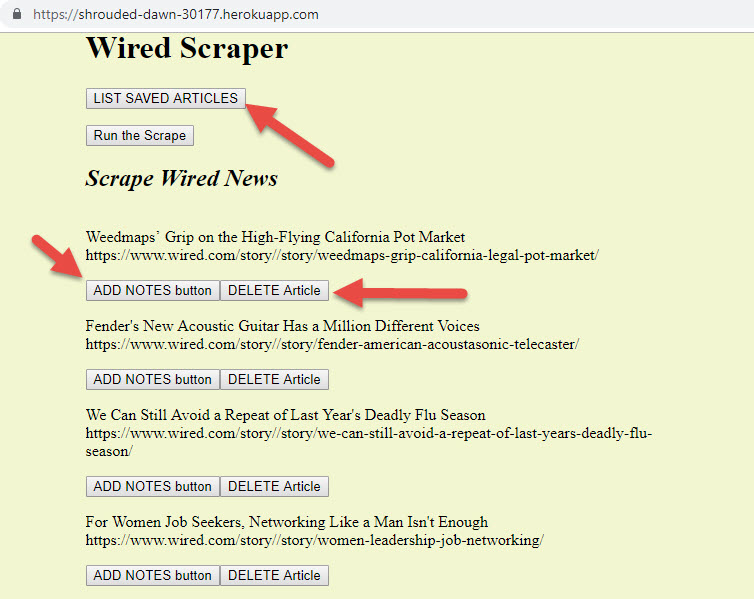 https://shrouded-dawn-30177.herokuapp.com
Wired Scraper
LIST SAVED ARTICLES
Run the Scrape
Scrape Wired News
Weedmaps’ Grip on the High-Flying California Pot Market
https://www.wired.com/story//story/weedmaps-grip-california-legal-pot-market/
ADD NOTES button DELETE Article
Fender's New Acoustic Guitar Has a Million Different Voices
https://www.wired.com/story//story/fender-american-acoustasonic-telecaster/
ADD NOTES button DELETE Article
We Can Still Avoid a Repeat of Last Year's Deadly Flu Season
https://www.wired.com/story//story/we-can-still-avoid-a-repeat-of-last-years-deadly-flu-
season/
ADD NOTES button DELETE Article
For Women Job Seekers, Networking Like a Man Isn't Enough
https://www.wired.com/story//story/women-leadership-job-networking/
ADD NOTES button DELETE Article